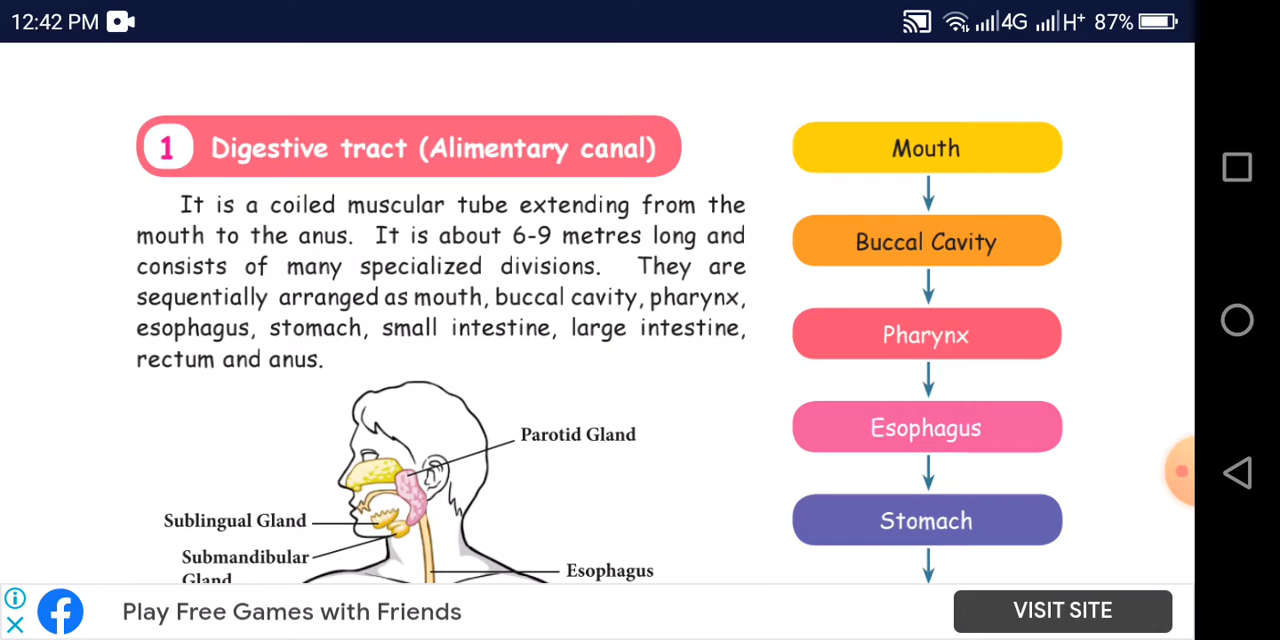 12:42 PM
4G H+ 87%
1 Digestive tract (Alimentary canal)
It is a coiled muscular tube extending from the
mouth to the anus. It is about 6-9 metres long and
consists of many specialized divisions. They are
sequentially arranged as mouth, buccal cavity, pharynx,
esophagus, stomach, small intestine, large intestine,
rectum and anus.
Parotid Gland
Sublingual Gland
Submandibular
Gland
Esophagus
Mouth
Buccal Cavity
Pharynx
Esophagus
Stomach
Play Free Games with Friends
VISIT SITE